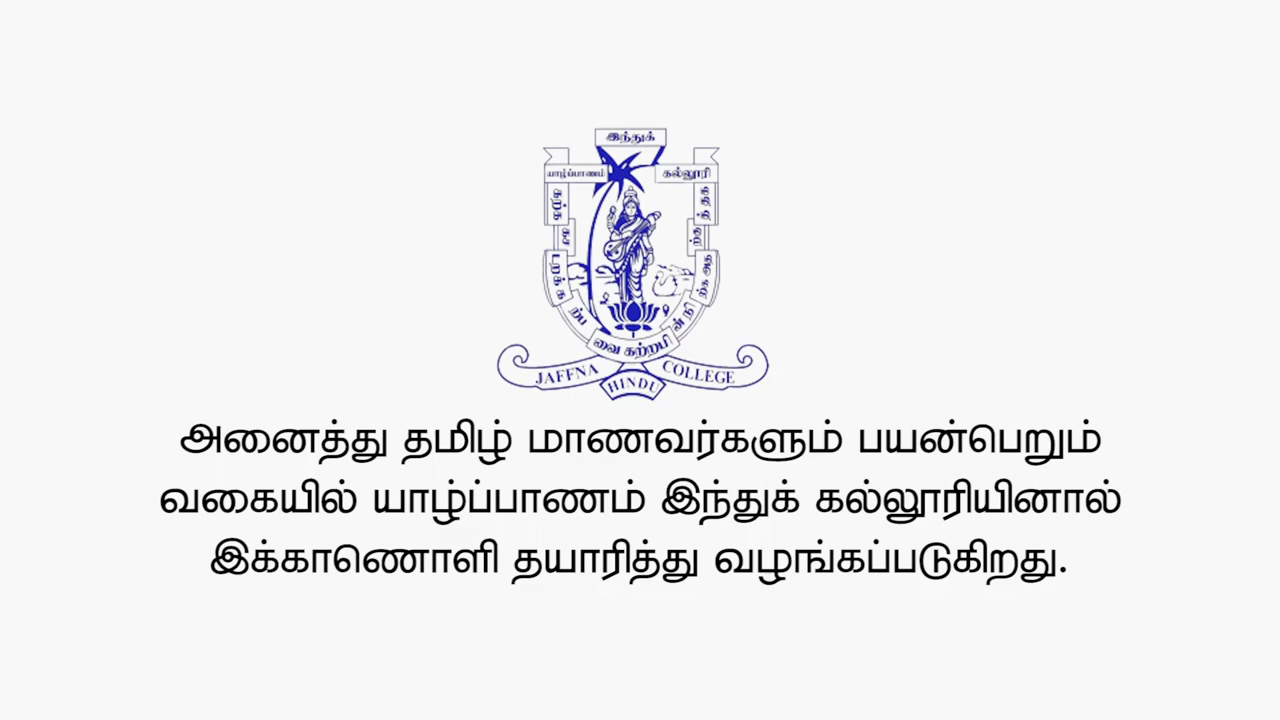 இந்துக்
யாழ்ப்பாணம்
கல்லூரி
வை கற்றபி
JAFFNA HINDU COLLEGE
அனைத்து தமிழ் மாணவர்களும் பயன்பெறும்
வகையில் யாழ்ப்பாணம் இந்துக் கல்லூரியினால்
இக்காணொளி தயாரித்து வழங்கப்படுகிறது.